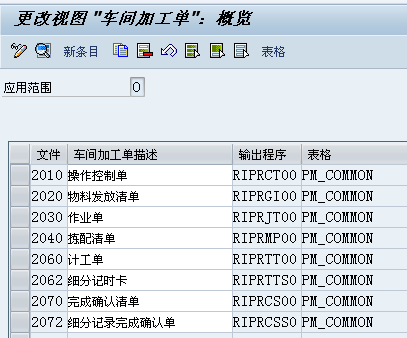 更改视图 "车间加工单": 概览
新条目 表格
应用范围 O
文件 车间加工单描述 输出程序 表格
2010 操作控制单 RIPRCT00 PM_COMMON
2020 物料发放清单 RIPRGI00 PM_COMMON
2030 作业单 RIPRJT00 PM_COMMON
2040 拣配清单 RIPRMP00 PM_COMMON
2060 计工单 RIPRTT00 PM_COMMON
2062 细分记时卡 RIPRTTS0 PM_COMMON
2070 完成确认清单 RIPRCS00 PM_COMMON
2072 细分记录完成确认单 RIPRCSS0 PM_COMMON